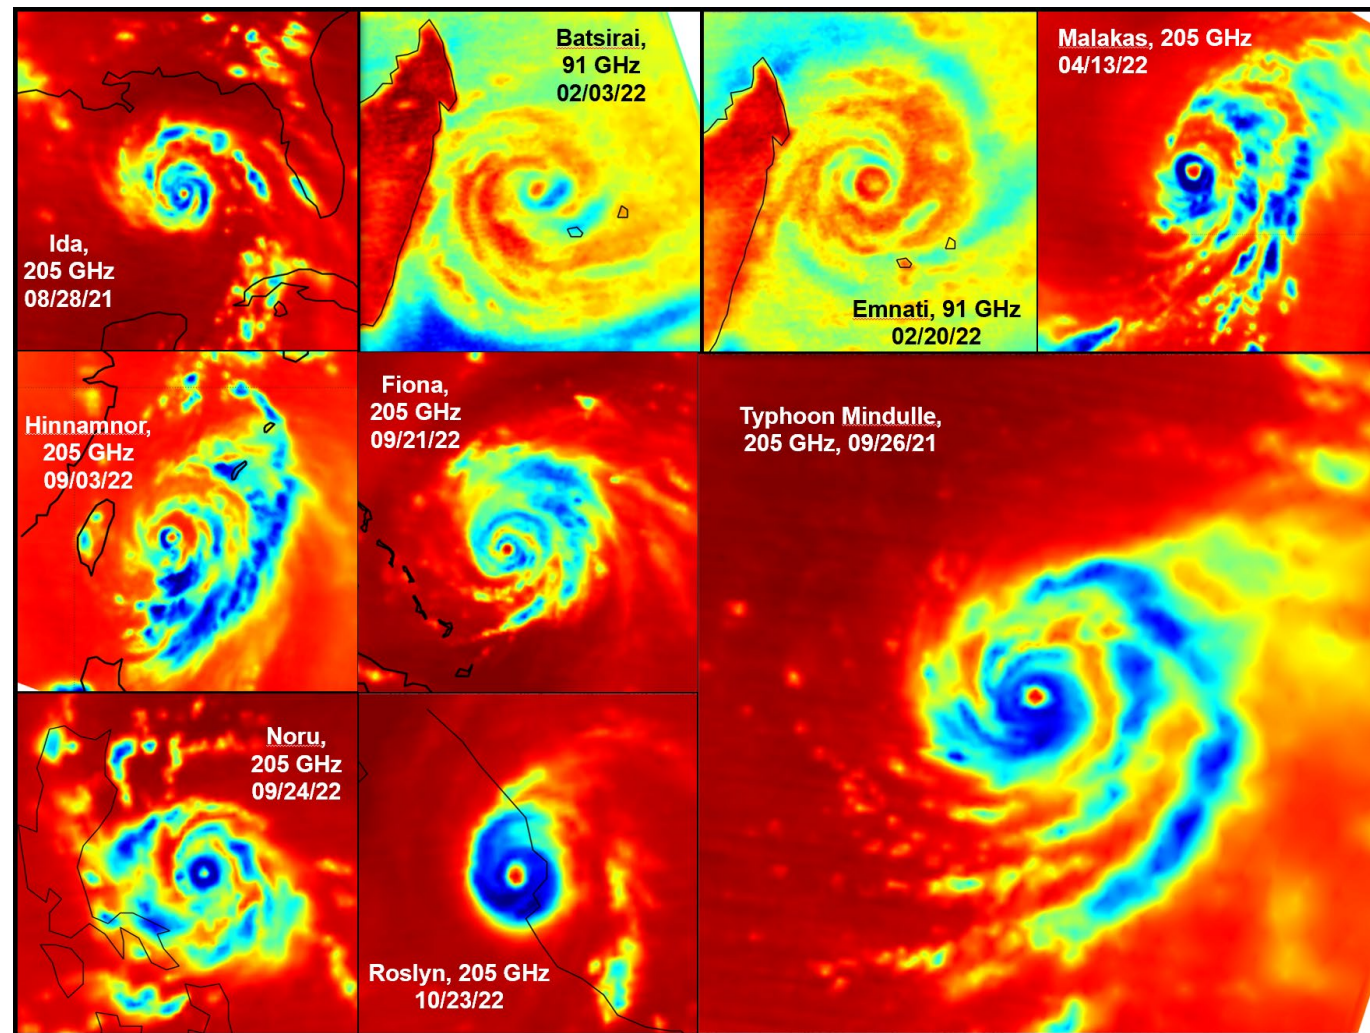 Ida,
205 GHz
08/28/21
Batsirai,
91 GHz
02/03/22
Emnati, 91 GHz
02/20/22
Malakas, 205 GHz
04/13/22
Hinnamnor,
205 GHz
09/03/22
Fiona,
205 GHz
09/21/22
Typhoon Mindulle,
205 GHz, 09/26/21
Noru,
205 GHz
09/24/22
Roslyn, 205 GHz
10/23/22